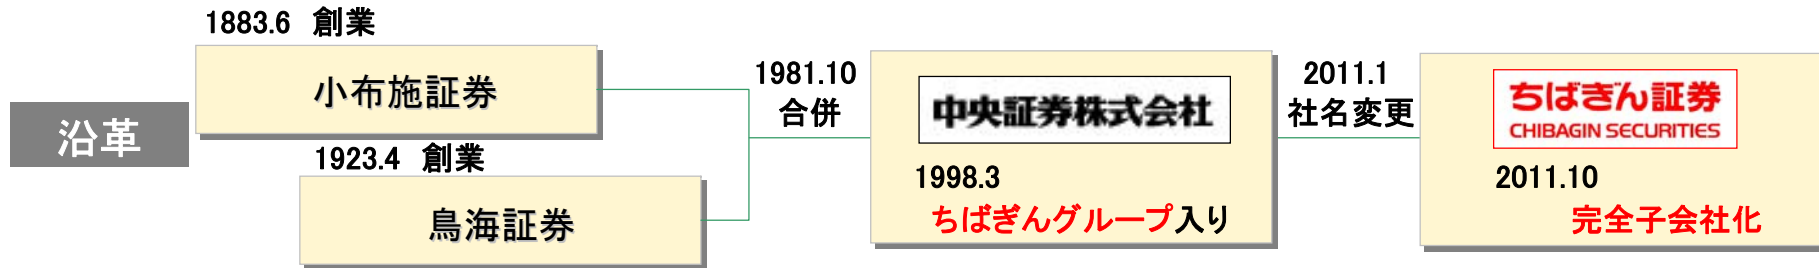 沿革
1883.6 創業
小布施証券
1923.4 創業
鳥海証券
1981.10
合併
中央証券株式会社
1998.3
ちばぎんグループ入り
2011.1
社名変更
ちばぎん証券
CHIBAGIN SECURITIES
2011.10
完全子会社化